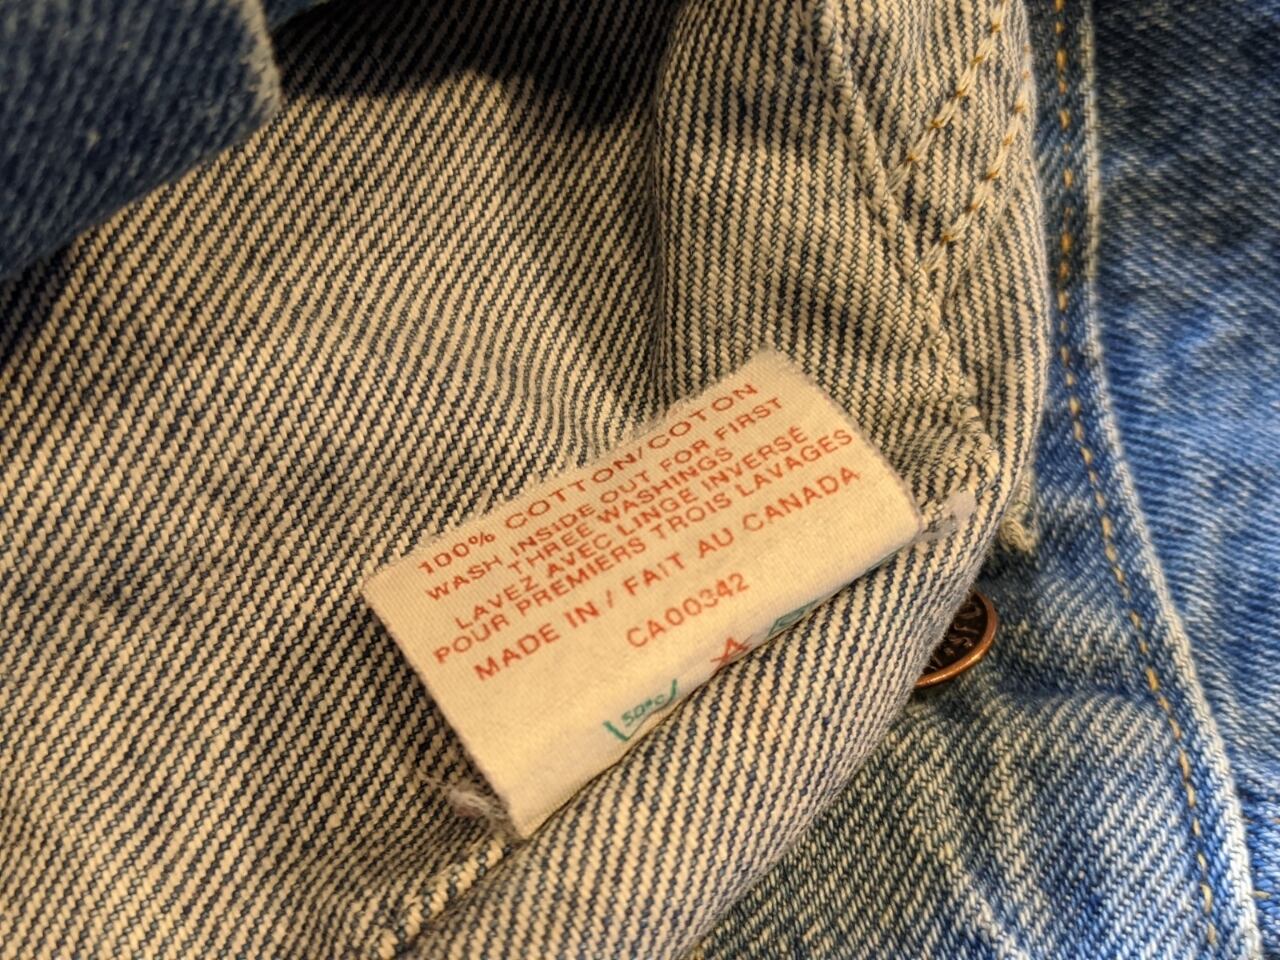 100% COTTON/COTON
WASH INSIDE OUT FOR FIRST
THREE WASHINGS
LAVEZ AVEC LINGE INVERSÉ
POUR PREMIERS TROIS LAVAGES
MADE IN / FAIT AU CANADA
CA00342
50°C